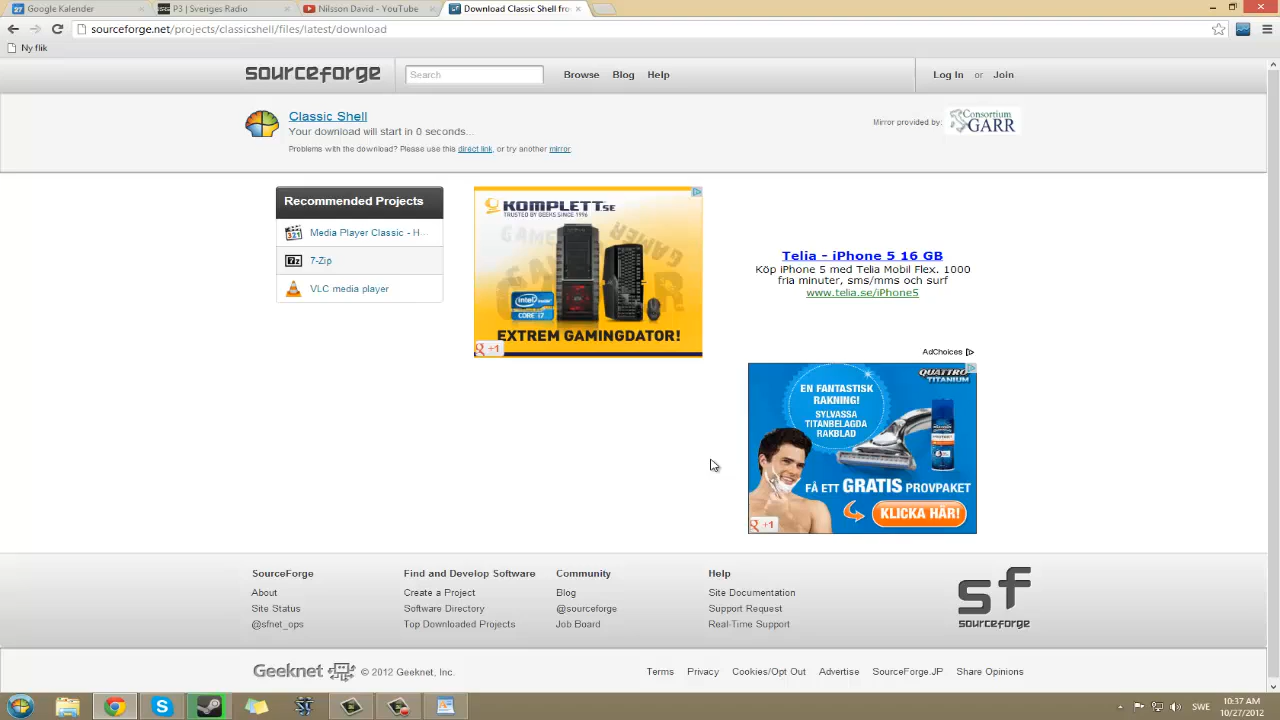 Google Kalender
P3 | Sveriges Radio
Nilsson David - YouTube
Download Classic Shell fro
sourceforge.net/projects/classicshell/files/latest/download
Ny flik
sourceforge
Search
Browse
Blog
Help
Log In or Join
Classic Shell
Your download will start in 0 seconds...
Problems with the download? Please use this direct link, or try another mirror.
Mirror provided by:
Consortium
GARR
Recommended Projects
Media Player Classic - H...
7-Zip
VLC media player
KOMPLETT.SE
TRUSTED BY GEEKS SINCE 1996
GAMER
intel
CORE i7
EXTREM GAMINGDATOR!
+1
Telia - iPhone 5 16 GB
Köp iPhone 5 med Telia Mobil Flex. 1000
fria minuter, sms/mms och surf
www.telia.se/iPhone5
AdChoices
QUATTRO
TITANIUM
EN FANTASTISK
RAKNING!
SYLVASSA
TITANBELAGDA
RAKBLAD
FÅ ETT GRATIS PROVPAKET
KLICKA HÄR!
+1
SourceForge
About
Site Status
@sfnet_ops
Find and Develop Software
Create a Project
Software Directory
Top Downloaded Projects
Community
Blog
@sourceforge
Job Board
Help
Site Documentation
Support Request
Real-Time Support
sf
sourceforge
Geeknet
© 2012 Geeknet, Inc.
Terms
Privacy
Cookies/Opt Out
Advertise
SourceForge.JP
Share Opinions
SWE
10:37 AM
10/27/2012